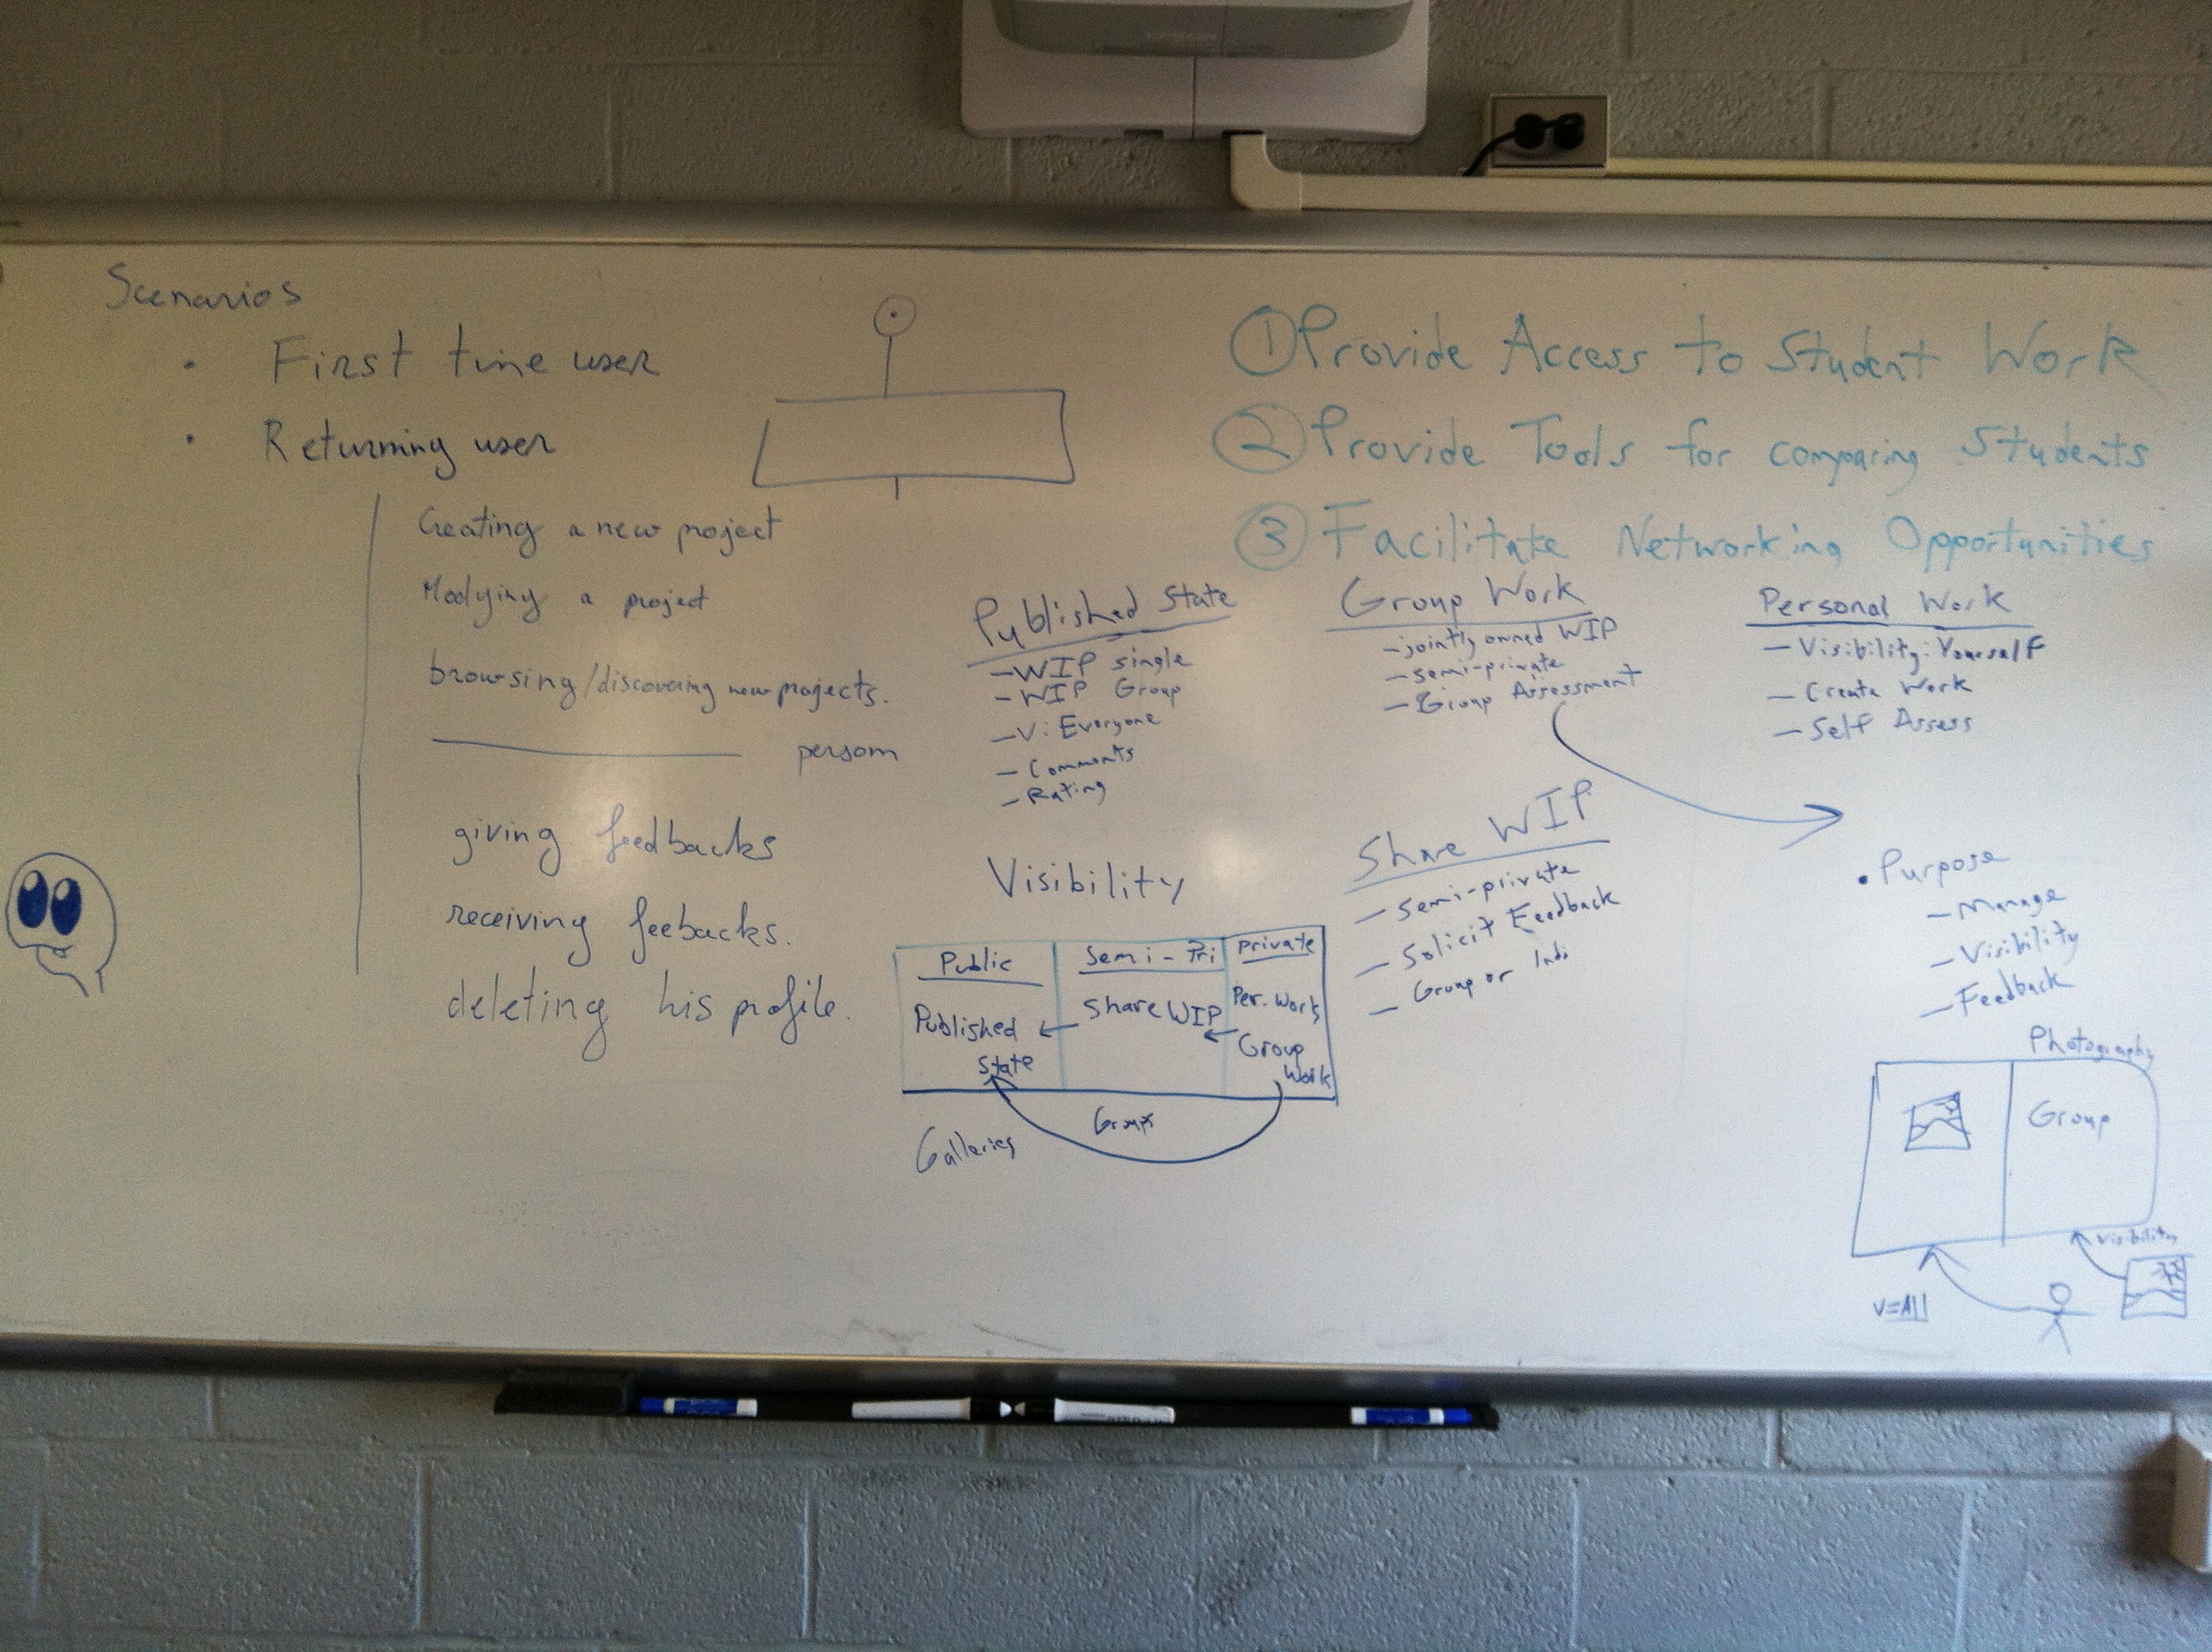 Scenarios
• First time user
• Returning user
Creating a new project
Modying a project
browsing/discovering new projects.
persom
giving feedbacks
receiving feebacks.
deleting his profile.
① Provide Access to Student Work
② Provide Tools for comparing Students
③ Facilitate Networking Opportunities
Published State
- WIP single
- WIP Group
- V: Everyone
- Comments
- Rating
Group Work
- jointly owned WIP
- semi-private
- Group Assessment
Personal Work
- Visibility: Yourself
- Create Work
- Self Assess
Share WIP
- semi-private
- Solicit Feedback
- Group or Indi
• Purpose
- Manage
- Visibility
- Feedback
Visibility
Public
Semi-Pri
private
Published State
Share WIP
Per. Work
Group Work
Galleries
Groups
Photography
Group
Visibility
V=All